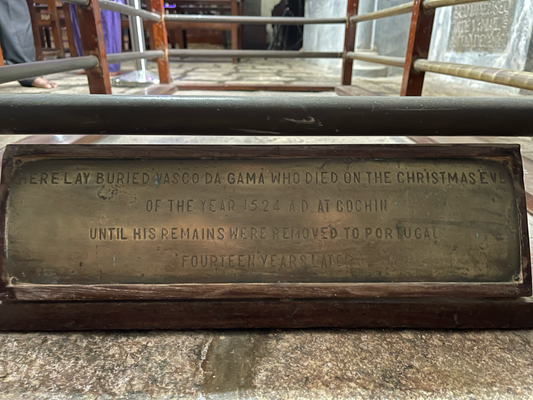 HERE LAY BURIED VASCO DA GAMA WHO DIED ON THE CHRISTMAS EVE
OF THE YEAR 1524 A.D. AT COCHIN
UNTIL HIS REMAINS WERE REMOVED TO PORTUGAL
FOURTEEN YEARS LATER